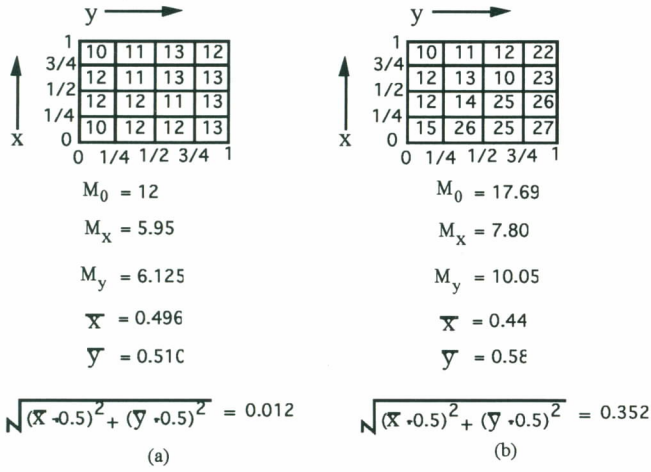 y
y
1 10 11 13 12
3/4 12 11 13 13
1/2 12 12 11 13
1/4 10 12 12 13
0
x
0 1/4 1/2 3/4 1
1 10 11 12 22
3/4 12 13 10 23
1/2 12 14 25 26
1/4 15 26 25 27
0
x
0 1/4 1/2 3/4 1
M₀ = 12
Mₓ = 5.95
M_y = 6.125
x̄ = 0.496
ȳ = 0.510
√(x̄ -0.5)² + (ȳ -0.5)² = 0.012
(a)
M₀ = 17.69
Mₓ = 7.80
M_y = 10.05
x̄ = 0.44
ȳ = 0.58
√(x̄ -0.5)² + (ȳ -0.5)² = 0.352
(b)